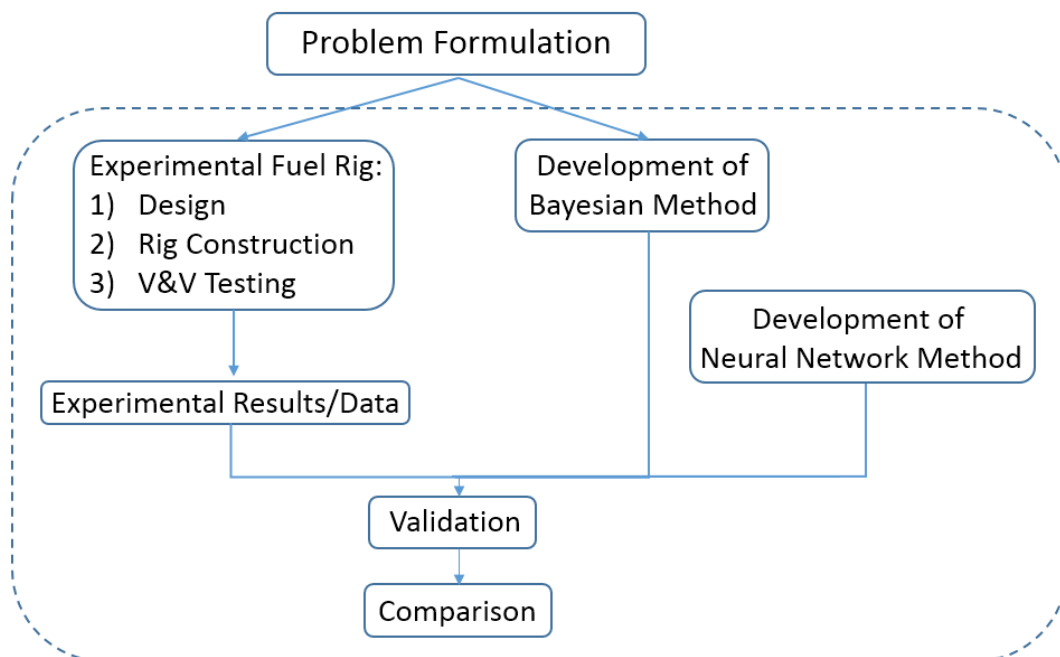 Problem Formulation
Experimental Fuel Rig:
1) Design
2) Rig Construction
3) V&V Testing
Development of
Bayesian Method
Development of
Neural Network Method
Experimental Results/Data
Validation
Comparison